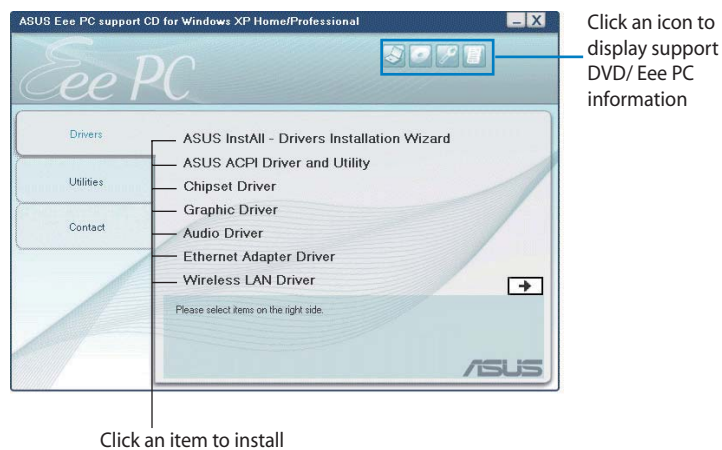 ASUS Eee PC support CD for Windows XP Home/Professional
Click an icon to
display support
DVD/ Eee PC
information
Eee PC
Drivers
Utilities
Contact
ASUS InstAll - Drivers Installation Wizard
ASUS ACPI Driver and Utility
Chipset Driver
Graphic Driver
Audio Driver
Ethernet Adapter Driver
Wireless LAN Driver
Please select items on the right side.
ASUS
Click an item to install